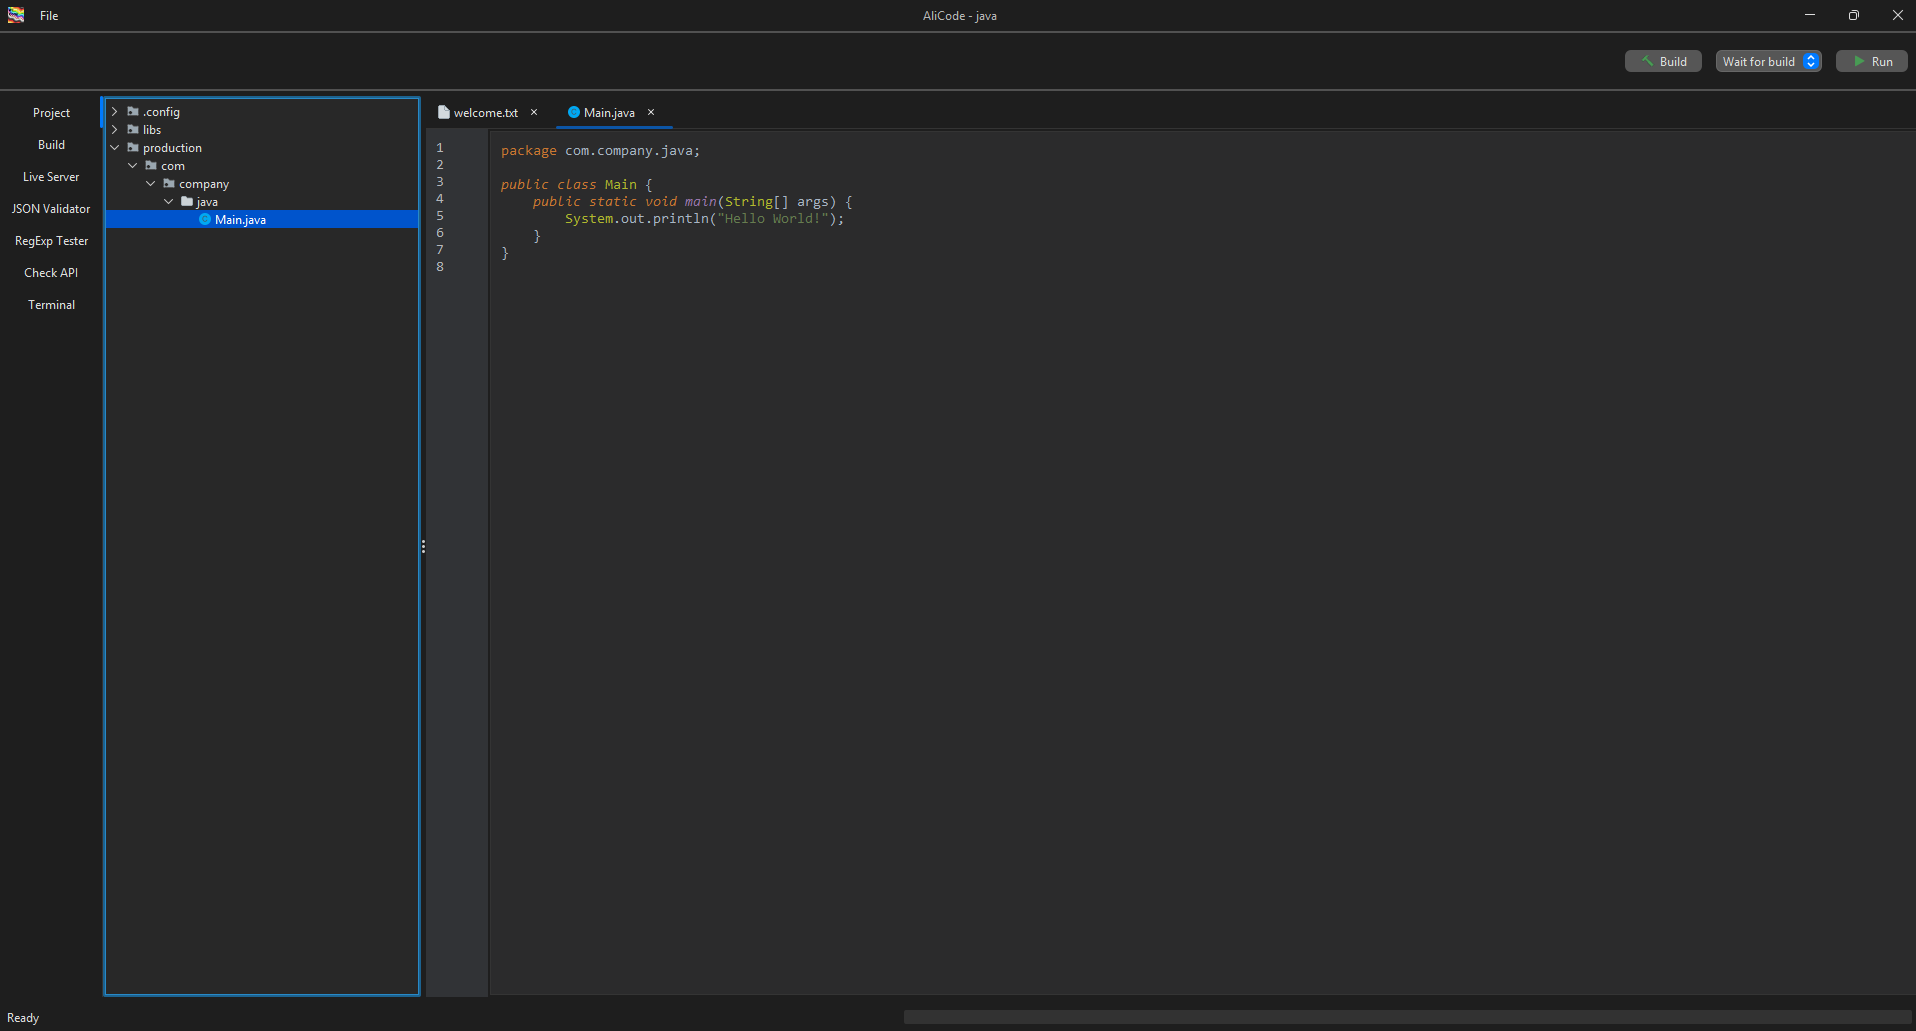 File
AliCode - java
Build
Wait for build
Run
Project
Build
Live Server
JSON Validator
RegExp Tester
Check API
Terminal
.config
libs
production
com
company
java
Main.java
welcome.txt
Main.java
1 package com.company.java;
2
3 public class Main {
4 public static void main(String[] args) {
5 System.out.println("Hello World!");
6 }
7 }
8
Ready